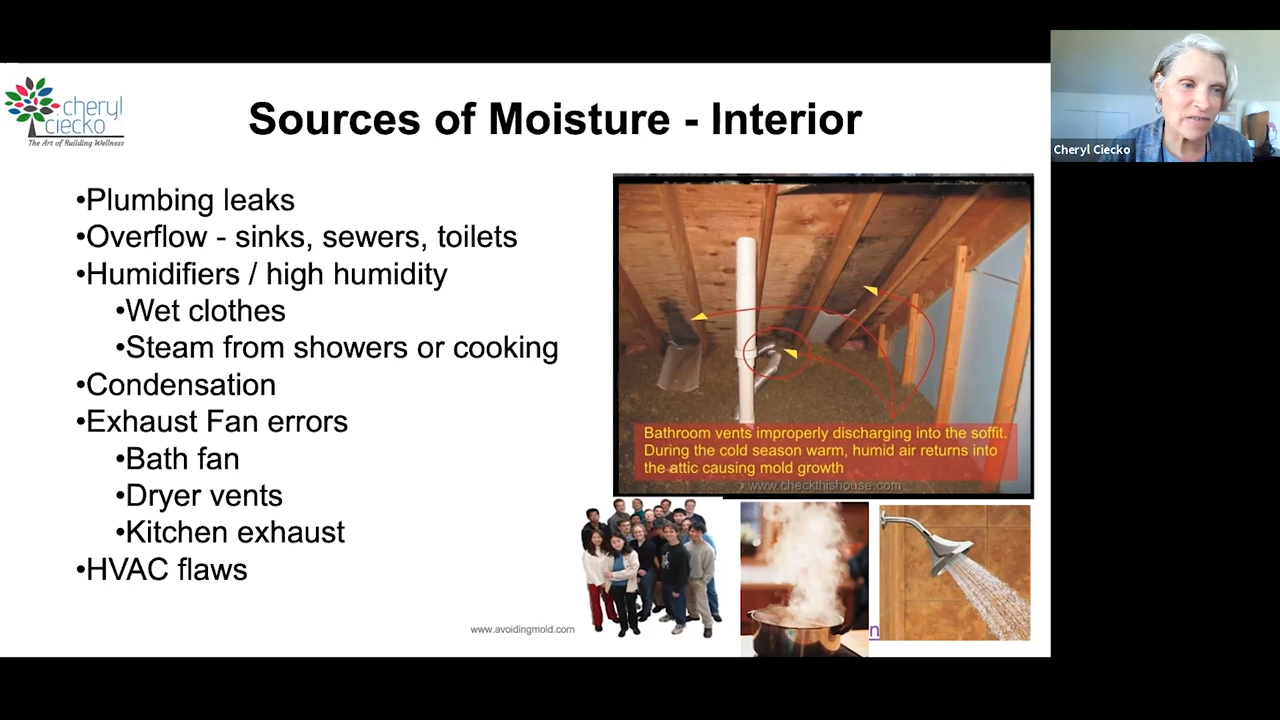 cheryl
ciecko
The Art of Building Wellness
Sources of Moisture - Interior
•Plumbing leaks
•Overflow - sinks, sewers, toilets
•Humidifiers / high humidity
•Wet clothes
•Steam from showers or cooking
•Condensation
•Exhaust Fan errors
•Bath fan
•Dryer vents
•Kitchen exhaust
•HVAC flaws
Bathroom vents improperly discharging into the soffit.
During the cold season warm, humid air returns into
the attic causing mold growth
www.checkthishouse.com
www.avoidingmold.com
n
Cheryl Ciecko